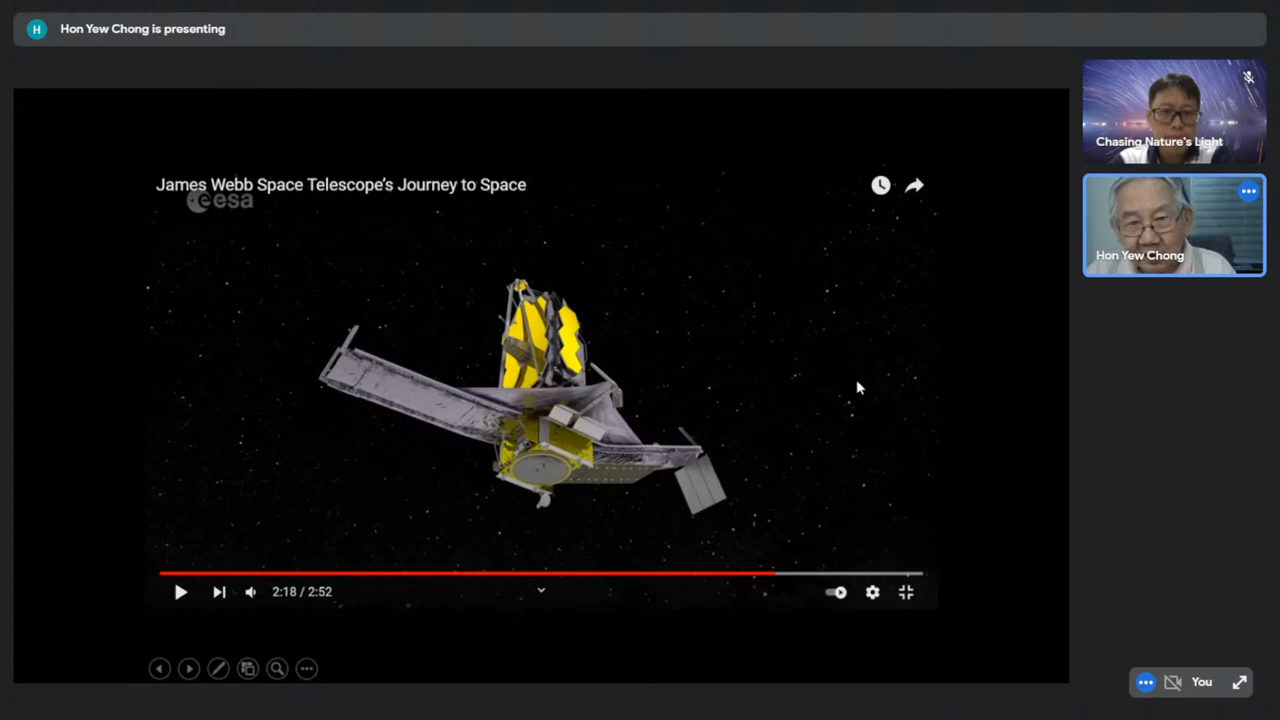 H
Hon Yew Chong is presenting
James Webb Space Telescope's Journey to Space
esa
Chasing Nature's Light
Hon Yew Chong
2:18 / 2:52
You